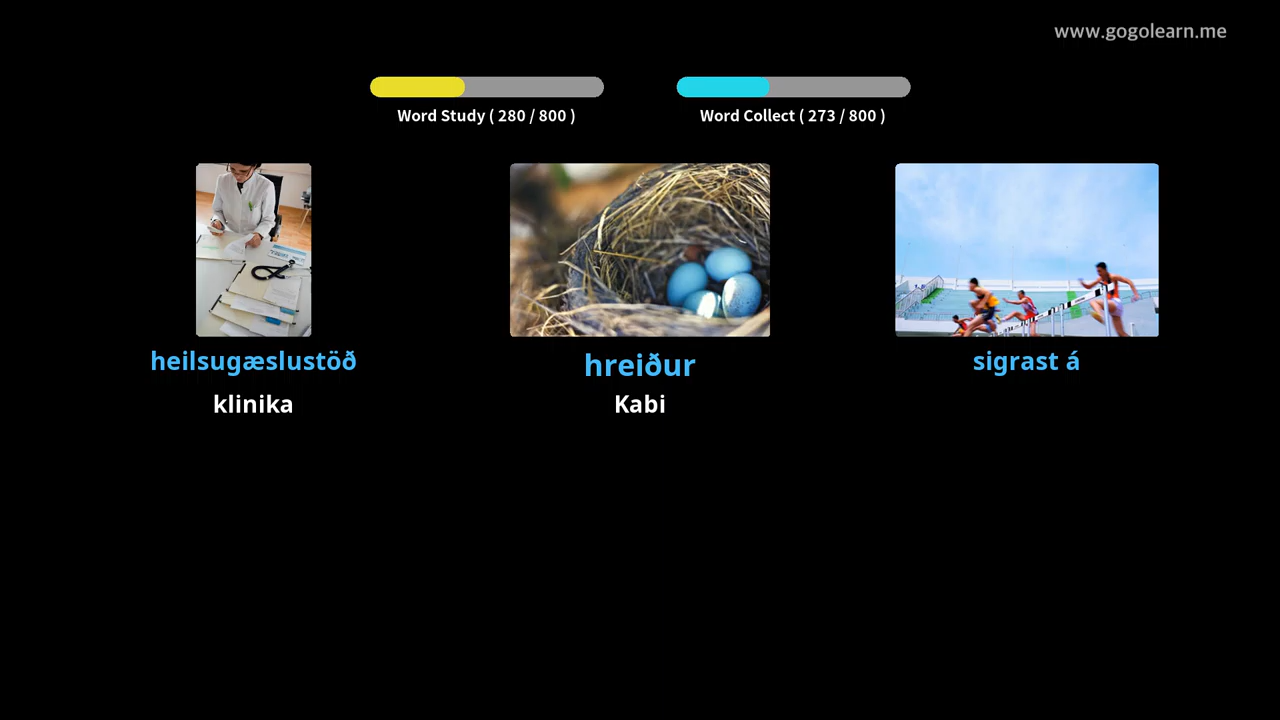 www.gogolearn.me
Word Study ( 280 / 800 )
Word Collect ( 273 / 800 )
heilsugæslustöð
klinika
hreiður
Kabi
sigrast á